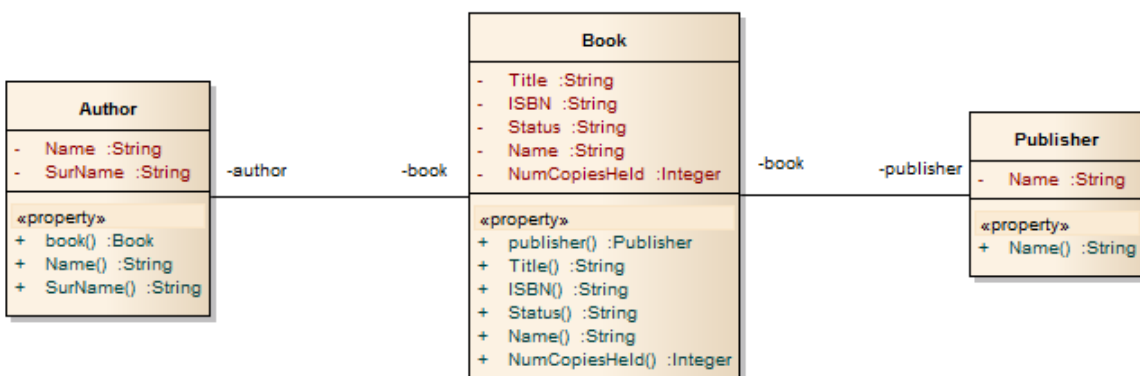 Author
- Name :String
- SurName :String
«property»
+ book() :Book
+ Name() :String
+ SurName() :String
-author
-book
Book
- Title :String
- ISBN :String
- Status :String
- Name :String
- NumCopiesHeld :Integer
«property»
+ publisher() :Publisher
+ Title() :String
+ ISBN() :String
+ Status() :String
+ Name() :String
+ NumCopiesHeld() :Integer
-book
-publisher
Publisher
- Name :String
«property»
+ Name() :String